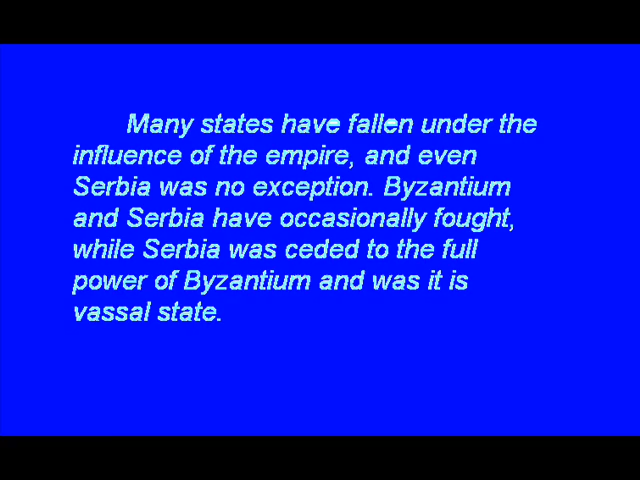 Many states have fallen under the
influence of the empire, and even
Serbia was no exception. Byzantium
and Serbia have occasionally fought,
while Serbia was ceded to the full
power of Byzantium and was it is
vassal state.